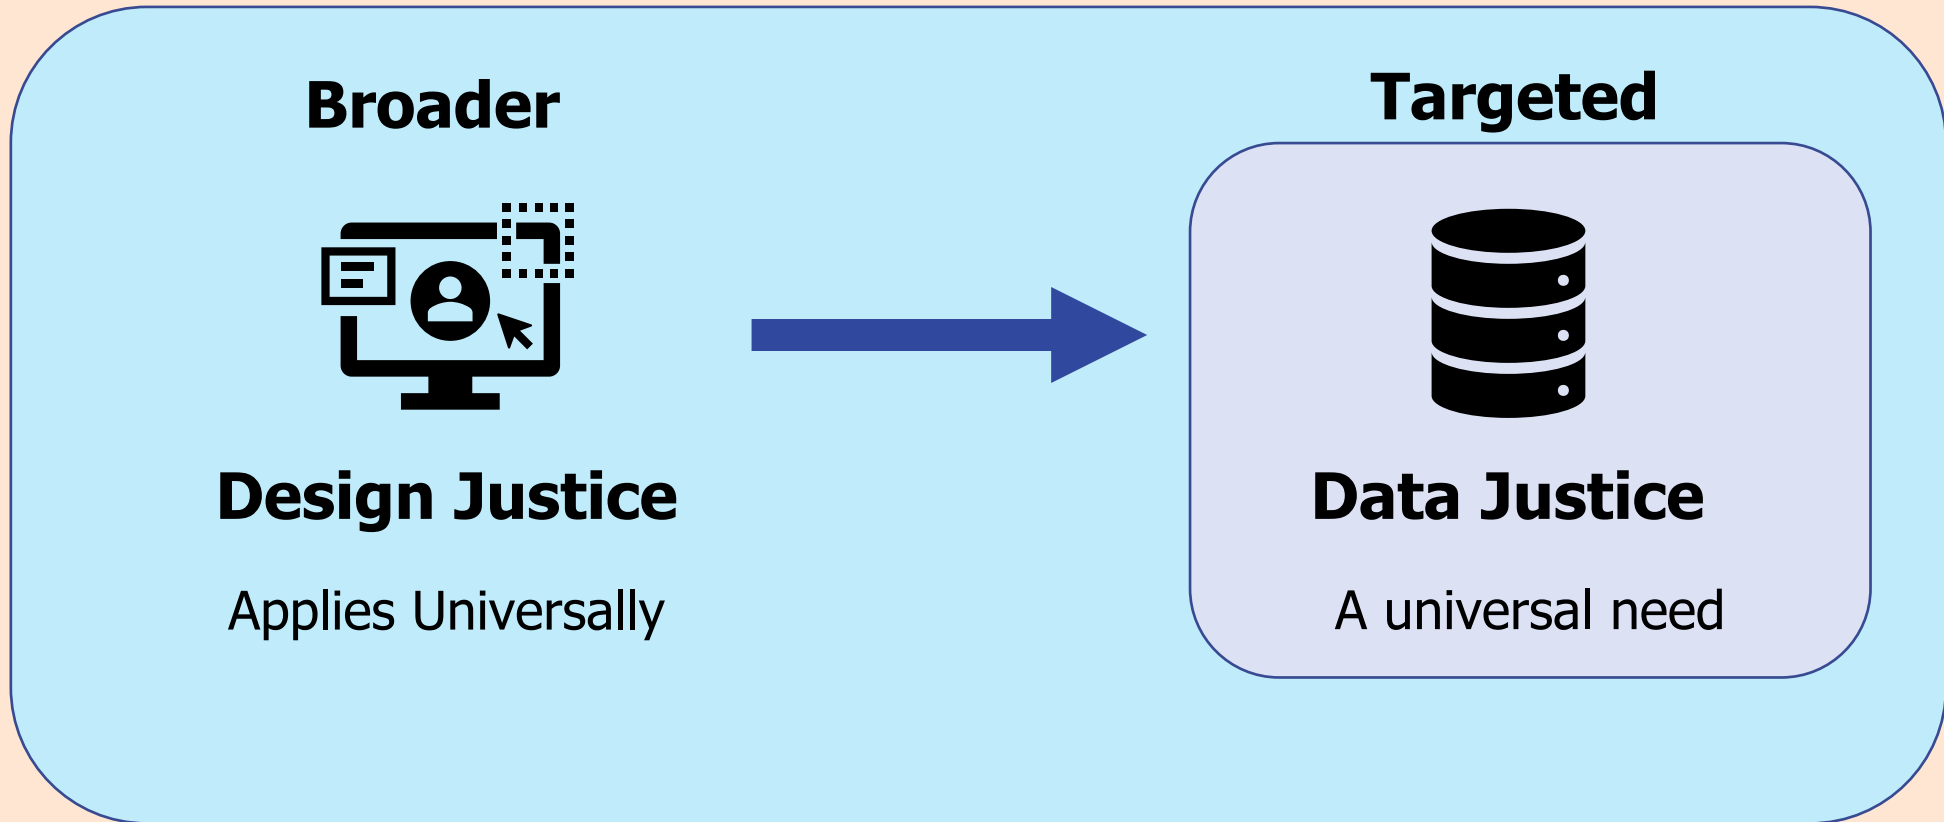 Broader
Design Justice
Applies Universally
Targeted
Data Justice
A universal need